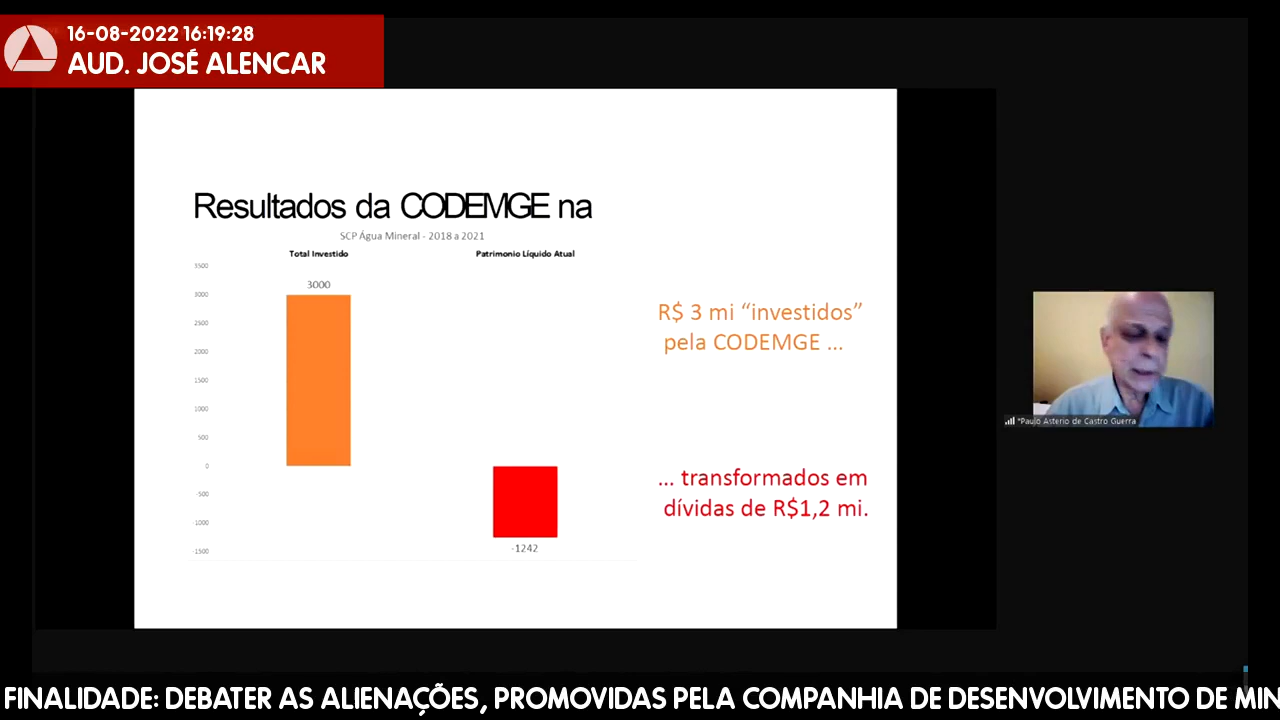 16-08-2022 16:19:28
AUD. JOSÉ ALENCAR
Resultados da CODEMGE na
SCP Água Mineral - 2018 a 2021
Total Investido
Patrimonio Líquido Atual
3500
3000
2500
2000
1500
1000
500
0
-500
-1000
-1500
3000
-1242
R$ 3 mi “investidos”
pela CODEMGE ...
... transformados em
dívidas de R$1,2 mi.
*Paulo Asterio de Castro Guerra
FINALIDADE: DEBATER AS ALIENAÇÕES, PROMOVIDAS PELA COMPANHIA DE DESENVOLVIMENTO DE MIN